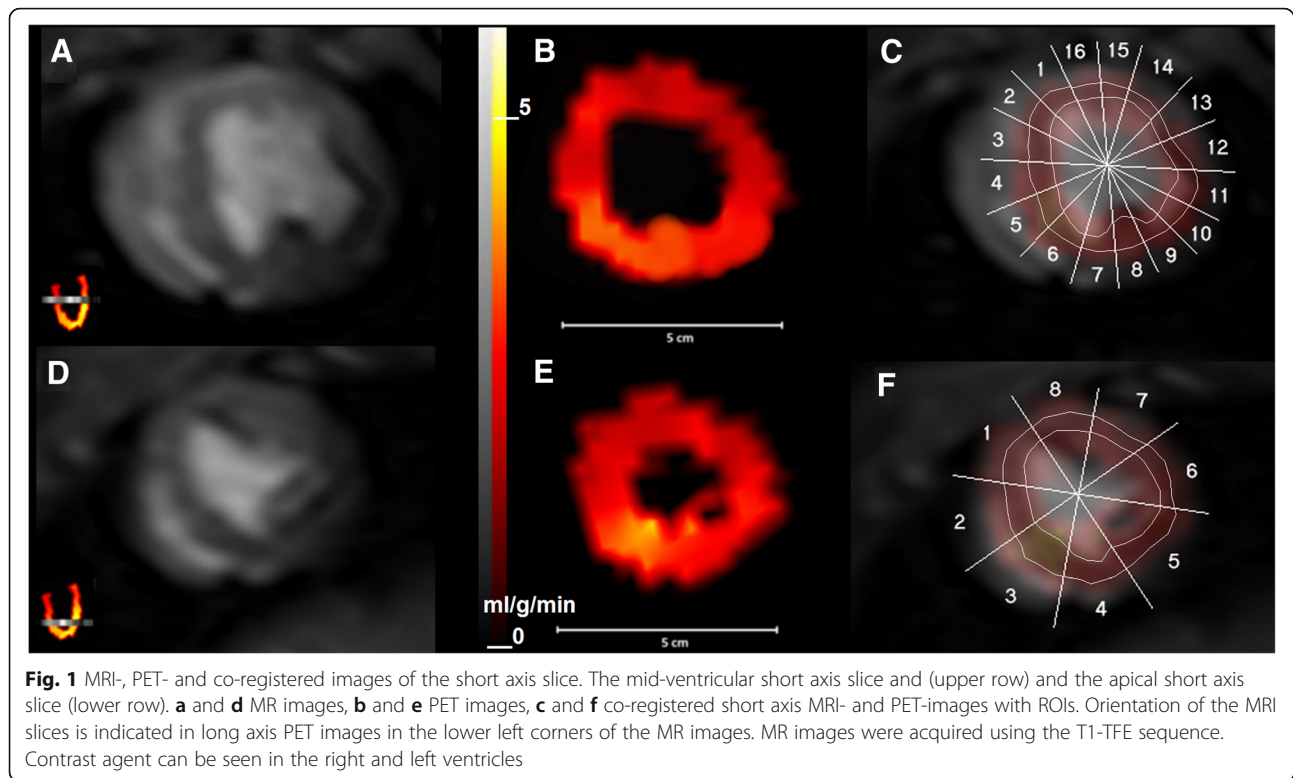 A
B
C
5
16 15
1 14
2 13
3 12
4 11
5 10
6 9
7 8
5 cm
D
E
F
8 7
1 6
2 5
3 4
ml/g/min
0
5 cm
Fig. 1 MRI-, PET- and co-registered images of the short axis slice. The mid-ventricular short axis slice and (upper row) and the apical short axis
slice (lower row). a and d MR images, b and e PET images, c and f co-registered short axis MRI- and PET-images with ROIs. Orientation of the MRI
slices is indicated in long axis PET images in the lower left corners of the MR images. MR images were acquired using the T1-TFE sequence.
Contrast agent can be seen in the right and left ventricles